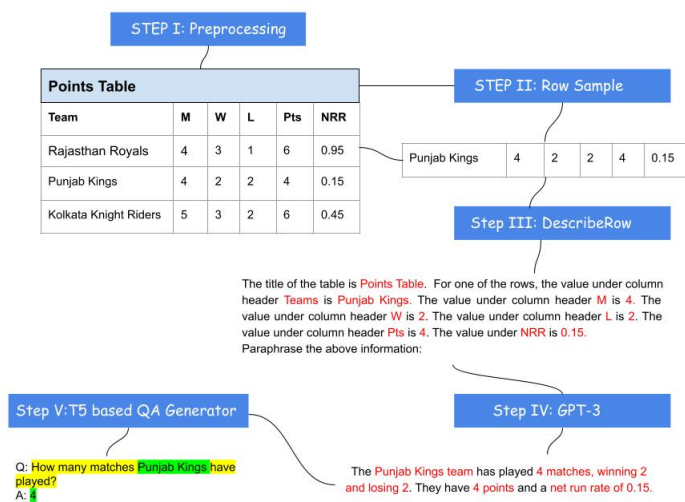 STEP I: Preprocessing
Points Table
Team M W L Pts NRR
Rajasthan Royals 4 3 1 6 0.95
Punjab Kings 4 2 2 4 0.15
Kolkata Knight Riders 5 3 2 6 0.45
STEP II: Row Sample
Punjab Kings 4 2 2 4 0.15
Step III: DescribeRow
The title of the table is Points Table. For one of the rows, the value under column
header Teams is Punjab Kings. The value under column header M is 4. The
value under column header W is 2. The value under column header L is 2. The
value under column header Pts is 4. The value under NRR is 0.15.
Paraphrase the above information:
Step IV: GPT-3
The Punjab Kings team has played 4 matches, winning 2
and losing 2. They have 4 points and a net run rate of 0.15.
Step V:T5 based QA Generator
Q: How many matches Punjab Kings have
played?
A: 4